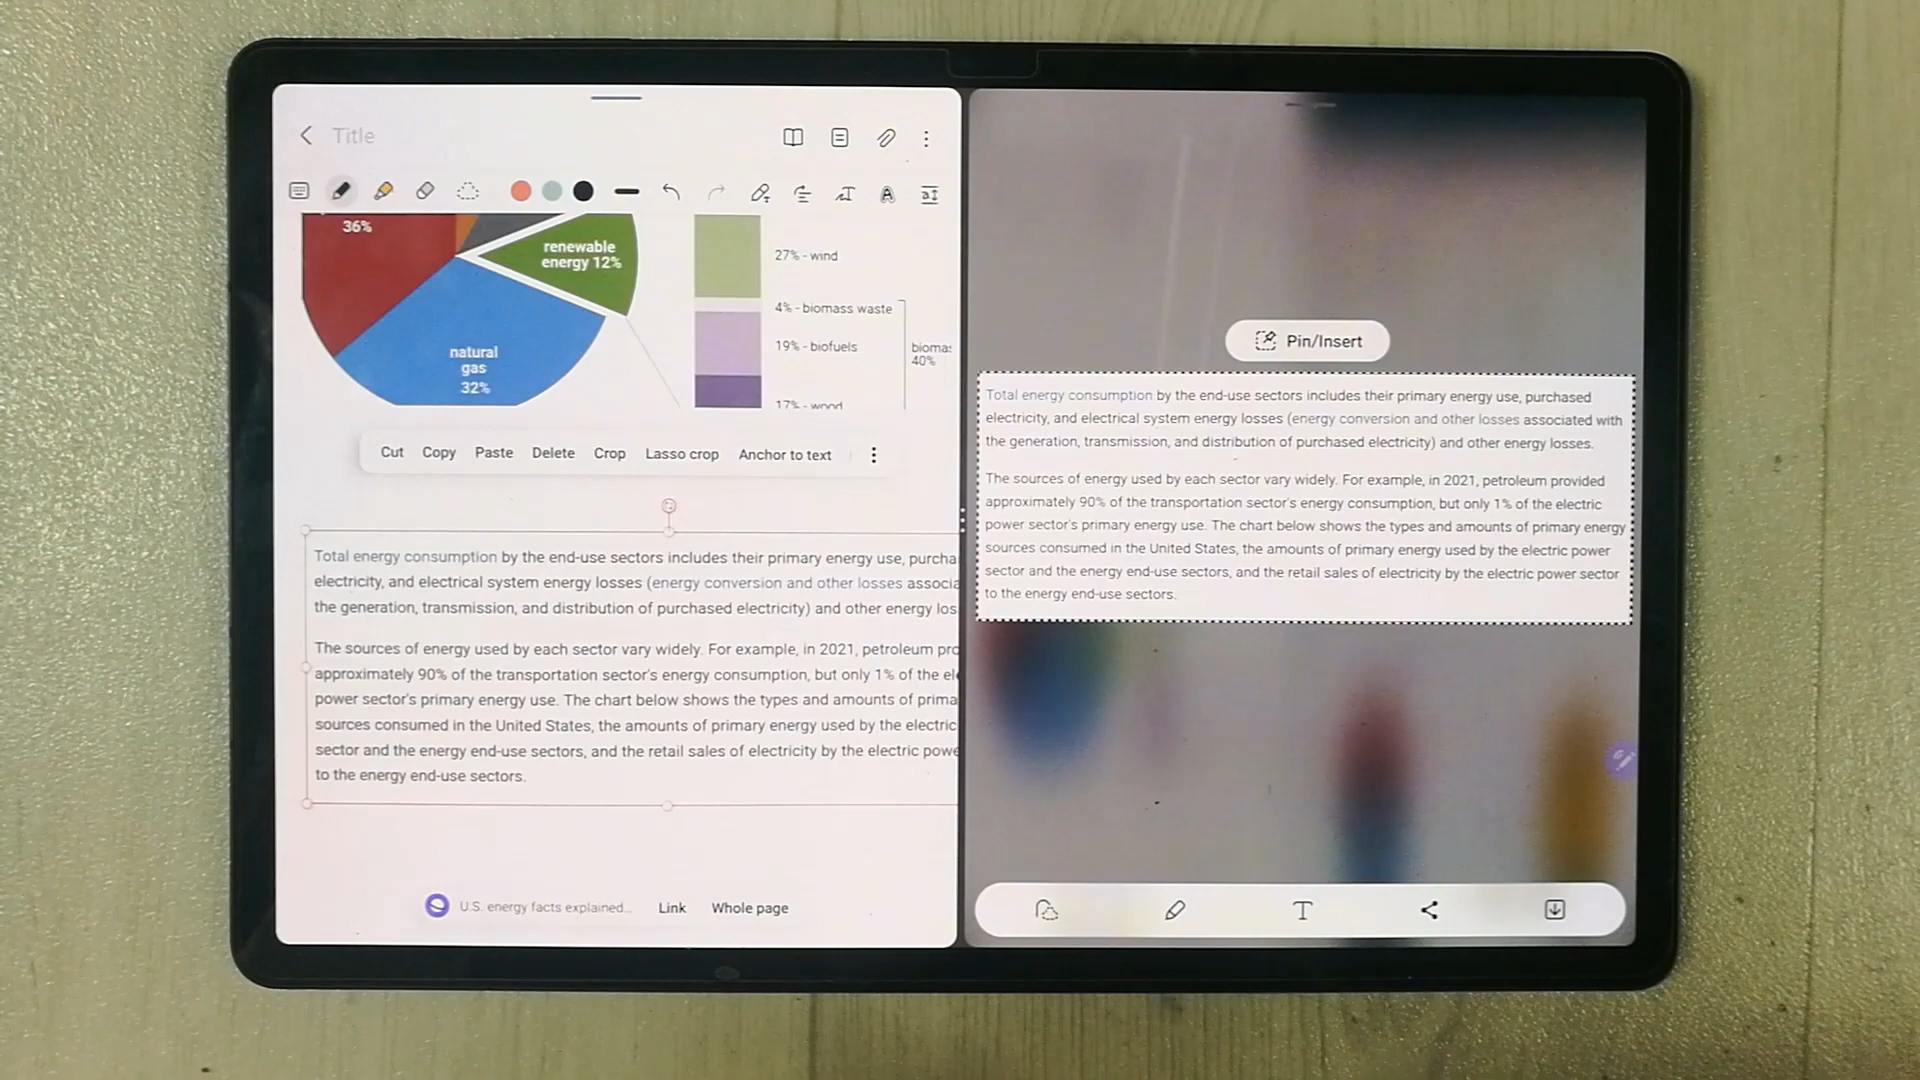 Title
36%
renewable
energy 12%
natural
gas
32%
27% - wind
4% - biomass waste
19% - biofuels
40%
17% - wood
Cut Copy Paste Delete Crop Lasso crop Anchor to text
Total energy consumption by the end-use sectors includes their primary energy use, purcha
electricity, and electrical system energy losses (energy conversion and other losses associa
the generation, transmission, and distribution of purchased electricity) and other energy los
The sources of energy used by each sector vary widely. For example, in 2021, petroleum pro
approximately 90% of the transportation sector's energy consumption, but only 1% of the ele
power sector's primary energy use. The chart below shows the types and amounts of prima
sources consumed in the United States, the amounts of primary energy used by the electric
sector and the energy end-use sectors, and the retail sales of electricity by the electric powe
to the energy end-use sectors.
U.S. energy facts explained... Link Whole page
Pin/Insert
Total energy consumption by the end-use sectors includes their primary energy use, purchased
electricity, and electrical system energy losses (energy conversion and other losses associated with
the generation, transmission, and distribution of purchased electricity) and other energy losses.
The sources of energy used by each sector vary widely. For example, in 2021, petroleum provided
approximately 90% of the transportation sector's energy consumption, but only 1% of the electric
power sector's primary energy use. The chart below shows the types and amounts of primary energy
sources consumed in the United States, the amounts of primary energy used by the electric power
sector and the energy end-use sectors, and the retail sales of electricity by the electric power sector
to the energy end-use sectors.